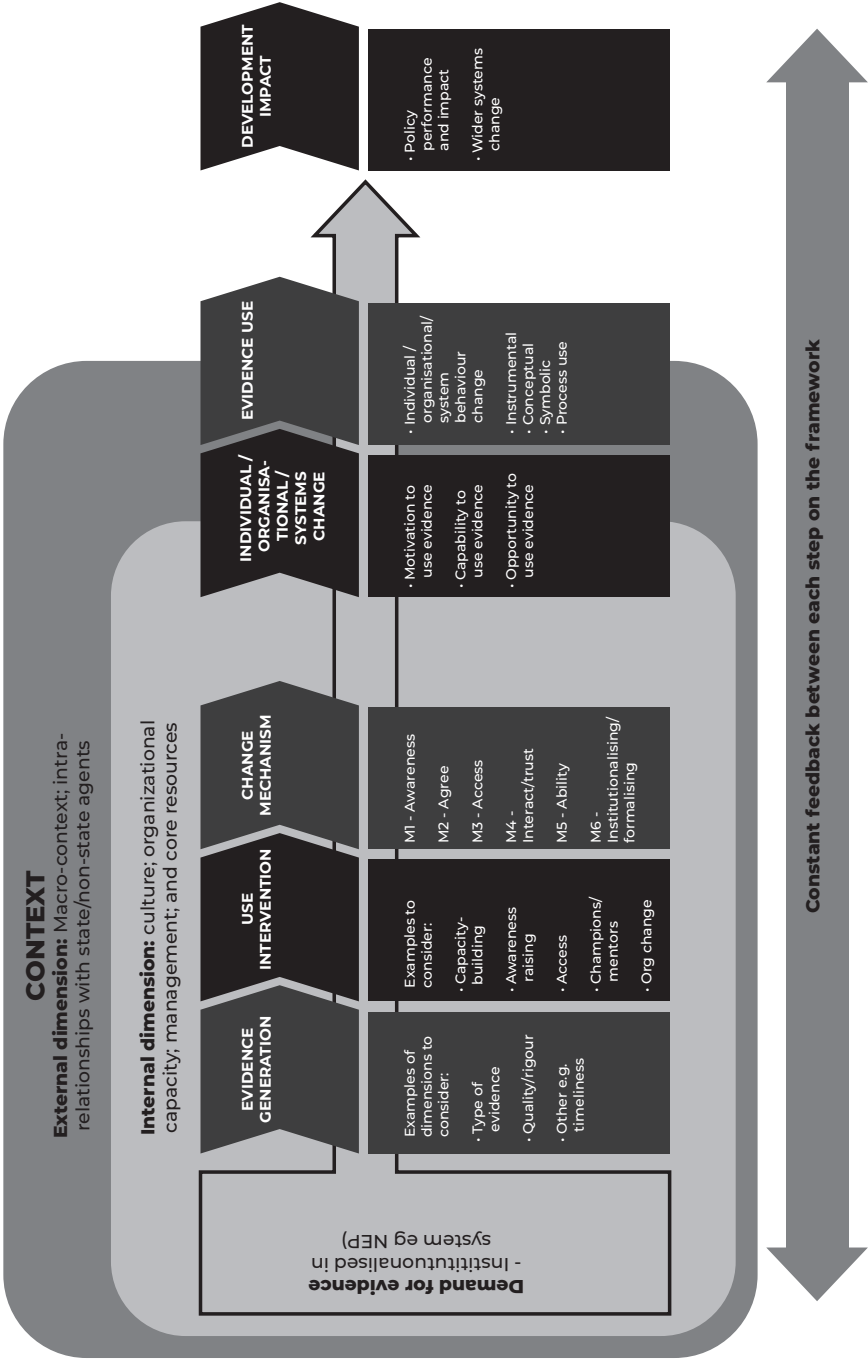 CONTEXT
External dimension: Macro-context; intra-
relationships with state/non-state agents
Internal dimension: culture; organizational
capacity; management; and core resources
Demand for evidence
- Instititutuonalised in
system eg NEP)
EVIDENCE
GENERATION
Examples of
dimensions to
consider:
• Type of
evidence
• Quality/rigour
• Other e.g.
timeliness
USE
INTERVENTION
Examples to
consider:
• Capacity-
building
• Awareness
raising
• Access
• Champions/
mentors
• Org change
CHANGE
MECHANISM
M1 - Awareness
M2 - Agree
M3 - Access
M4 -
Interact/trust
M5 - Ability
M6 -
Institutionalising/
formalising
INDIVIDUAL /
ORGANISA-
TIONAL /
SYSTEMS
CHANGE
• Motivation to
use evidence
• Capability to
use evidence
• Opportunity to
use evidence
EVIDENCE USE
• Individual /
organisational/
system
behaviour
change
• Instrumental
• Conceptual
• Symbolic
• Process use
DEVELOPMENT
IMPACT
• Policy
performance
and impact
• Wider systems
change
Constant feedback between each step on the framework